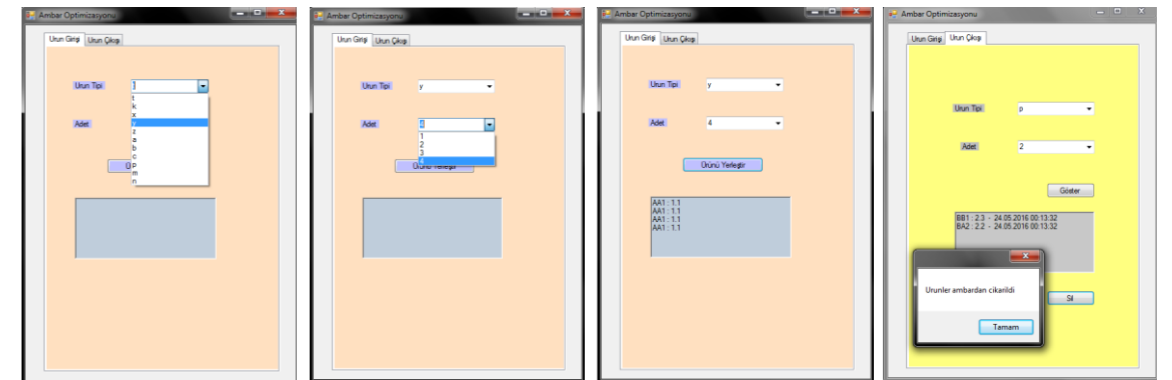 Ambar Optimizasyonu
Urun Girişi Urun Çıkışı
Urun Tipi
t
k
x
y
z
a
b
c
p
m
n
Adet
Ambar Optimizasyonu
Urun Girişi Urun Çıkışı
Urun Tipi y
Adet 4
1
2
3
4
Ürünü Yerleştir
Ambar Optimizasyonu
Urun Girişi Urun Çıkışı
Urun Tipi y
Adet 4
Ürünü Yerleştir
AA1 : 1.1
AA1 : 1.1
AA1 : 1.1
AA1 : 1.1
Ambar Optimizasyonu
Urun Girişi Urun Çıkışı
Urun Tipi p
Adet 2
Göster
BB1 : 2.3 - 24.05.2016 00:13:32
BA2 : 2.2 - 24.05.2016 00:13:32
Urunler ambardan cikarildi
Sil
Tamam